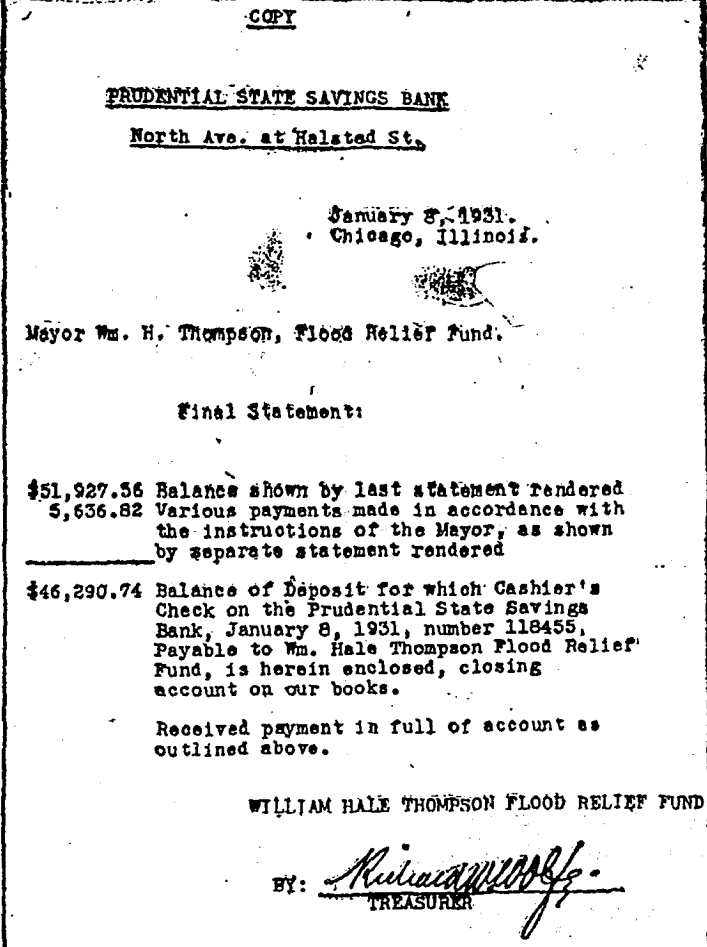 COPY
PRUDENTIAL STATE SAVINGS BANK
North Ave. at Halsted St.
January 8, 1931.
Chicago, Illinois.
Mayor Wm. H. Thompson, Flood Relief Fund.
Final Statement:
$51,927.56 Balance shown by last statement rendered
5,636.82 Various payments made in accordance with
the instructions of the Mayor, as shown
by separate statement rendered
$46,290.74 Balance of Deposit for which Cashier's
Check on the Prudential State Savings
Bank, January 8, 1931, number 118455,
Payable to Wm. Hale Thompson Flood Relief
Fund, is herein enclosed, closing
account on our books.
Received payment in full of account as
outlined above.
WILLIAM HALE THOMPSON FLOOD RELIEF FUND
BY: Richard W Wolfe
TREASURER